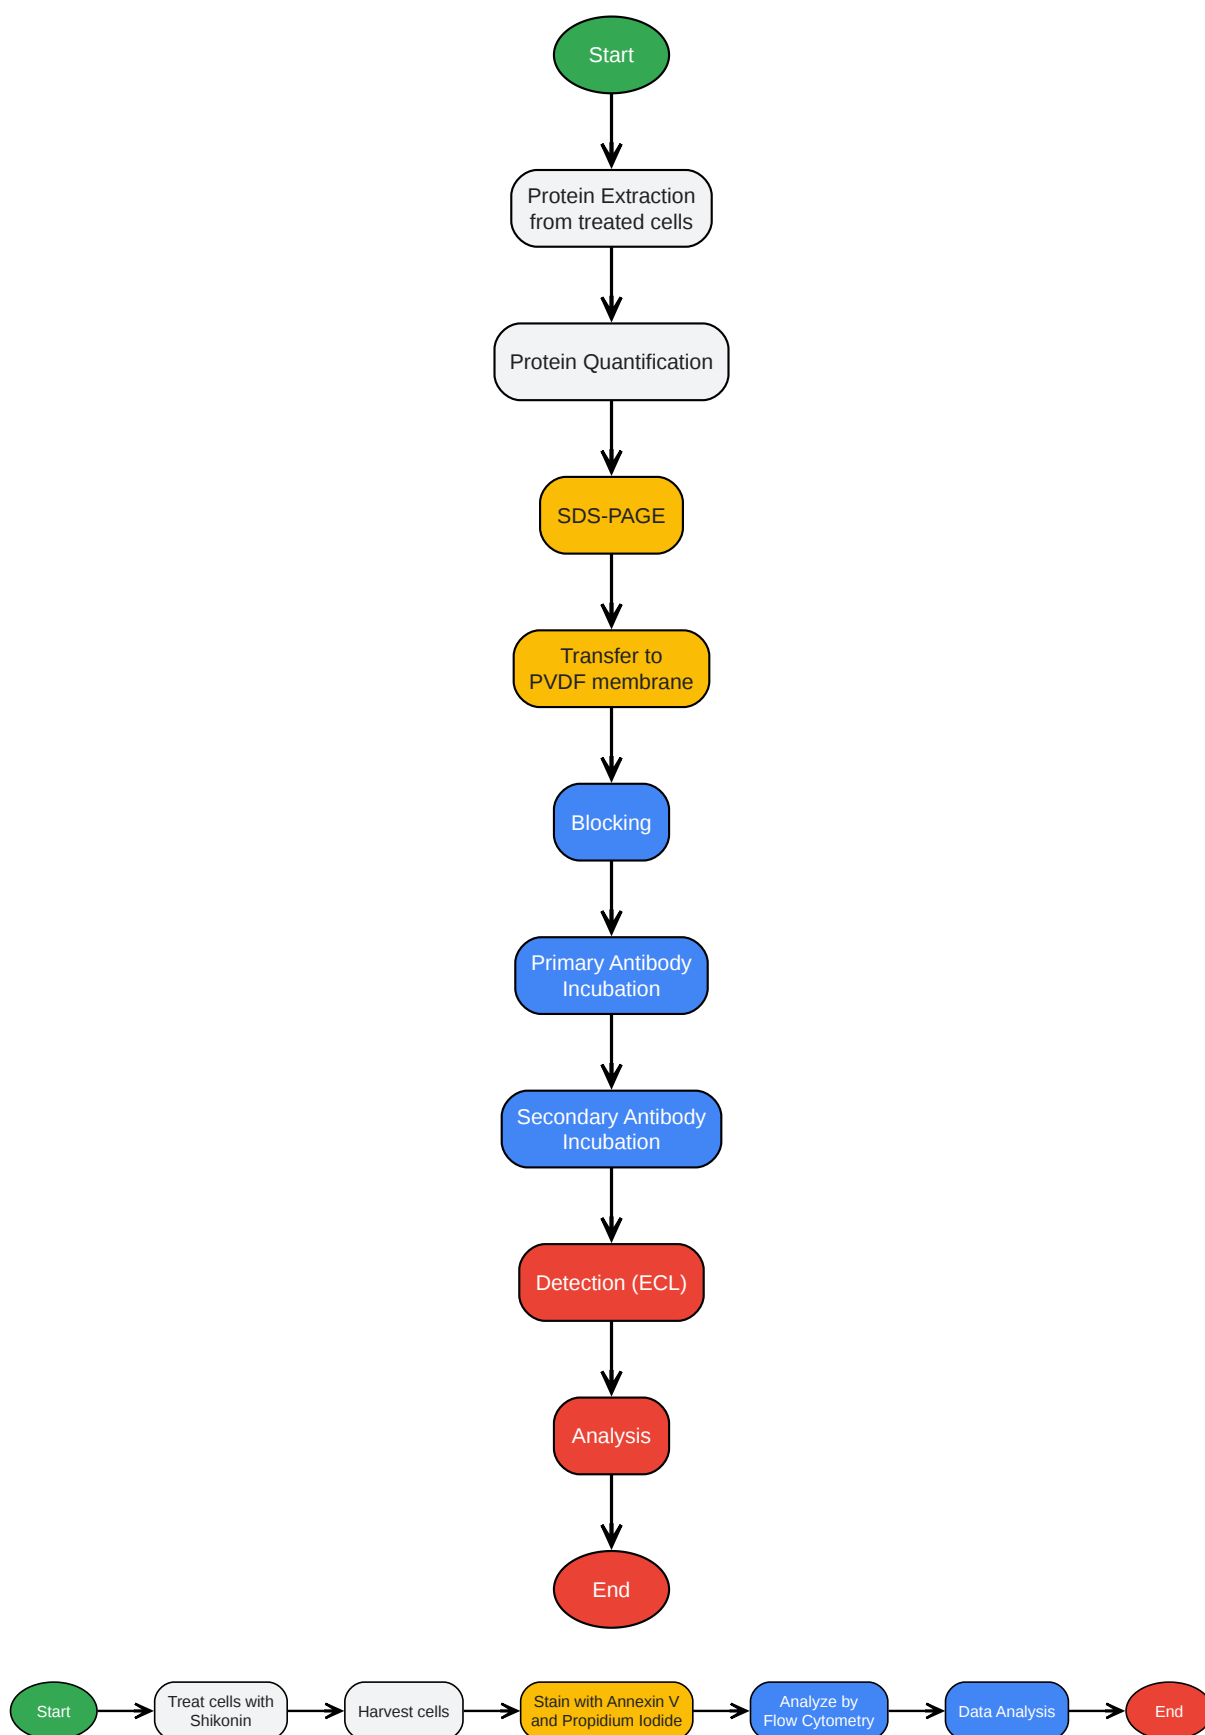 Start
Protein Extraction
from treated cells
Protein Quantification
SDS-PAGE
Transfer to
PVDF membrane
Blocking
Primary Antibody
Incubation
Secondary Antibody
Incubation
Detection (ECL)
Analysis
End
Start
Treat cells with
Shikonin
Harvest cells
Stain with Annexin V
and Propidium Iodide
Analyze by
Flow Cytometry
Data Analysis
End